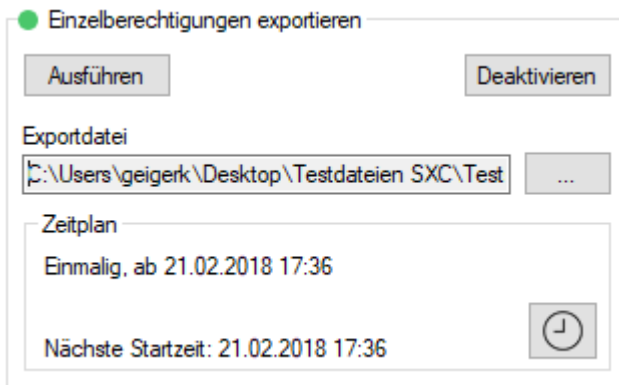 Einzelberechtigungen exportieren
Ausführen
Deaktivieren
Exportdatei
C:\Users\geigerk\Desktop\Testdateien SXC\Test
...
Zeitplan
Einmalig, ab 21.02.2018 17:36
Nächste Startzeit: 21.02.2018 17:36